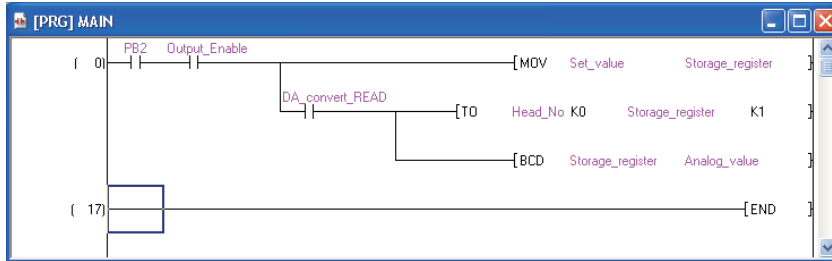 [PRG] MAIN
PB2 Output_Enable
( 0) [MOV Set_value Storage_register ]
DA_convert_READ
[TO Head_No K0 Storage_register K1 ]
[BCD Storage_register Analog_value ]
( 17) [END ]